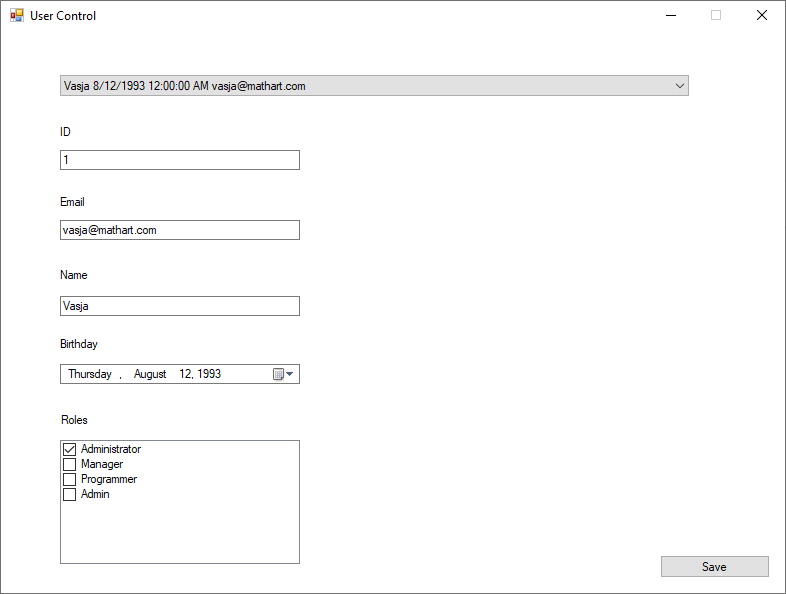 User Control
Vasja 8/12/1993 12:00:00 AM vasja@mathart.com
ID
1
Email
vasja@mathart.com
Name
Vasja
Birthday
Thursday , August 12, 1993
Roles
Administrator
Manager
Programmer
Admin
Save